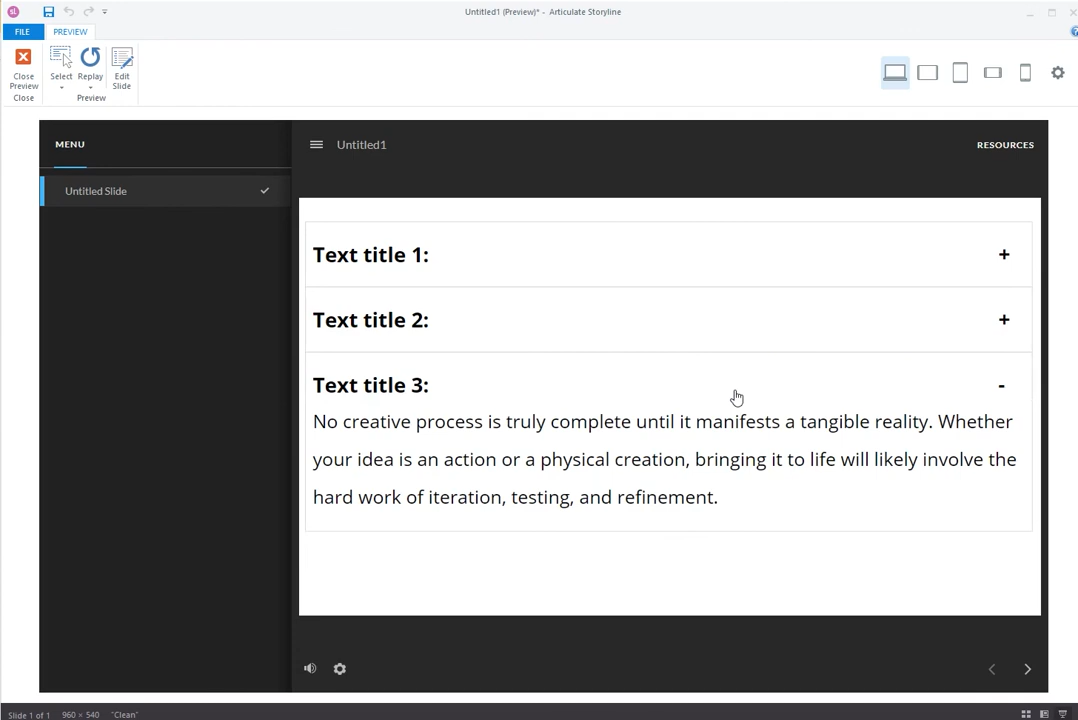 Untitled1 (Preview)* - Articulate Storyline
FILE PREVIEW
Close Preview
Select
Replay
Edit Slide
Close
Preview
MENU
Untitled1
RESOURCES
Untitled Slide
Text title 1: +
Text title 2: +
Text title 3: -
No creative process is truly complete until it manifests a tangible reality. Whether
your idea is an action or a physical creation, bringing it to life will likely involve the
hard work of iteration, testing, and refinement.
Slide 1 of 1 960 × 540 "Clean"